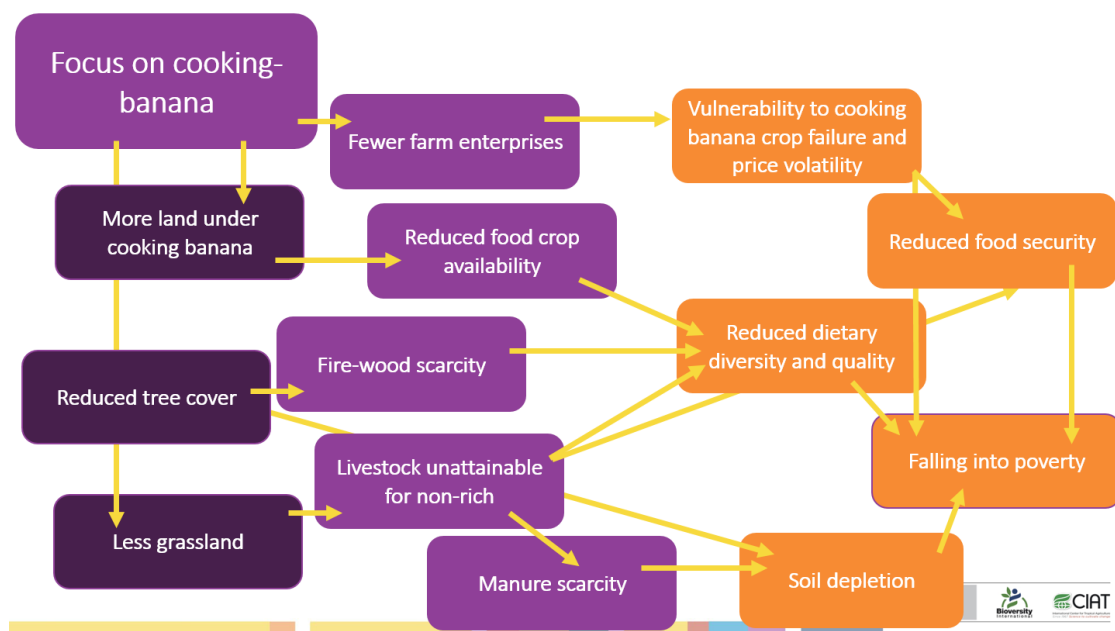 Focus on cooking-
banana
Fewer farm enterprises
Vulnerability to cooking
banana crop failure and
price volatility
More land under
cooking banana
Reduced food crop
availability
Reduced food security
Fire-wood scarcity
Reduced dietary
diversity and quality
Reduced tree cover
Livestock unattainable
for non-rich
Falling into poverty
Less grassland
Manure scarcity
Soil depletion
Bioversity
International
CIAT